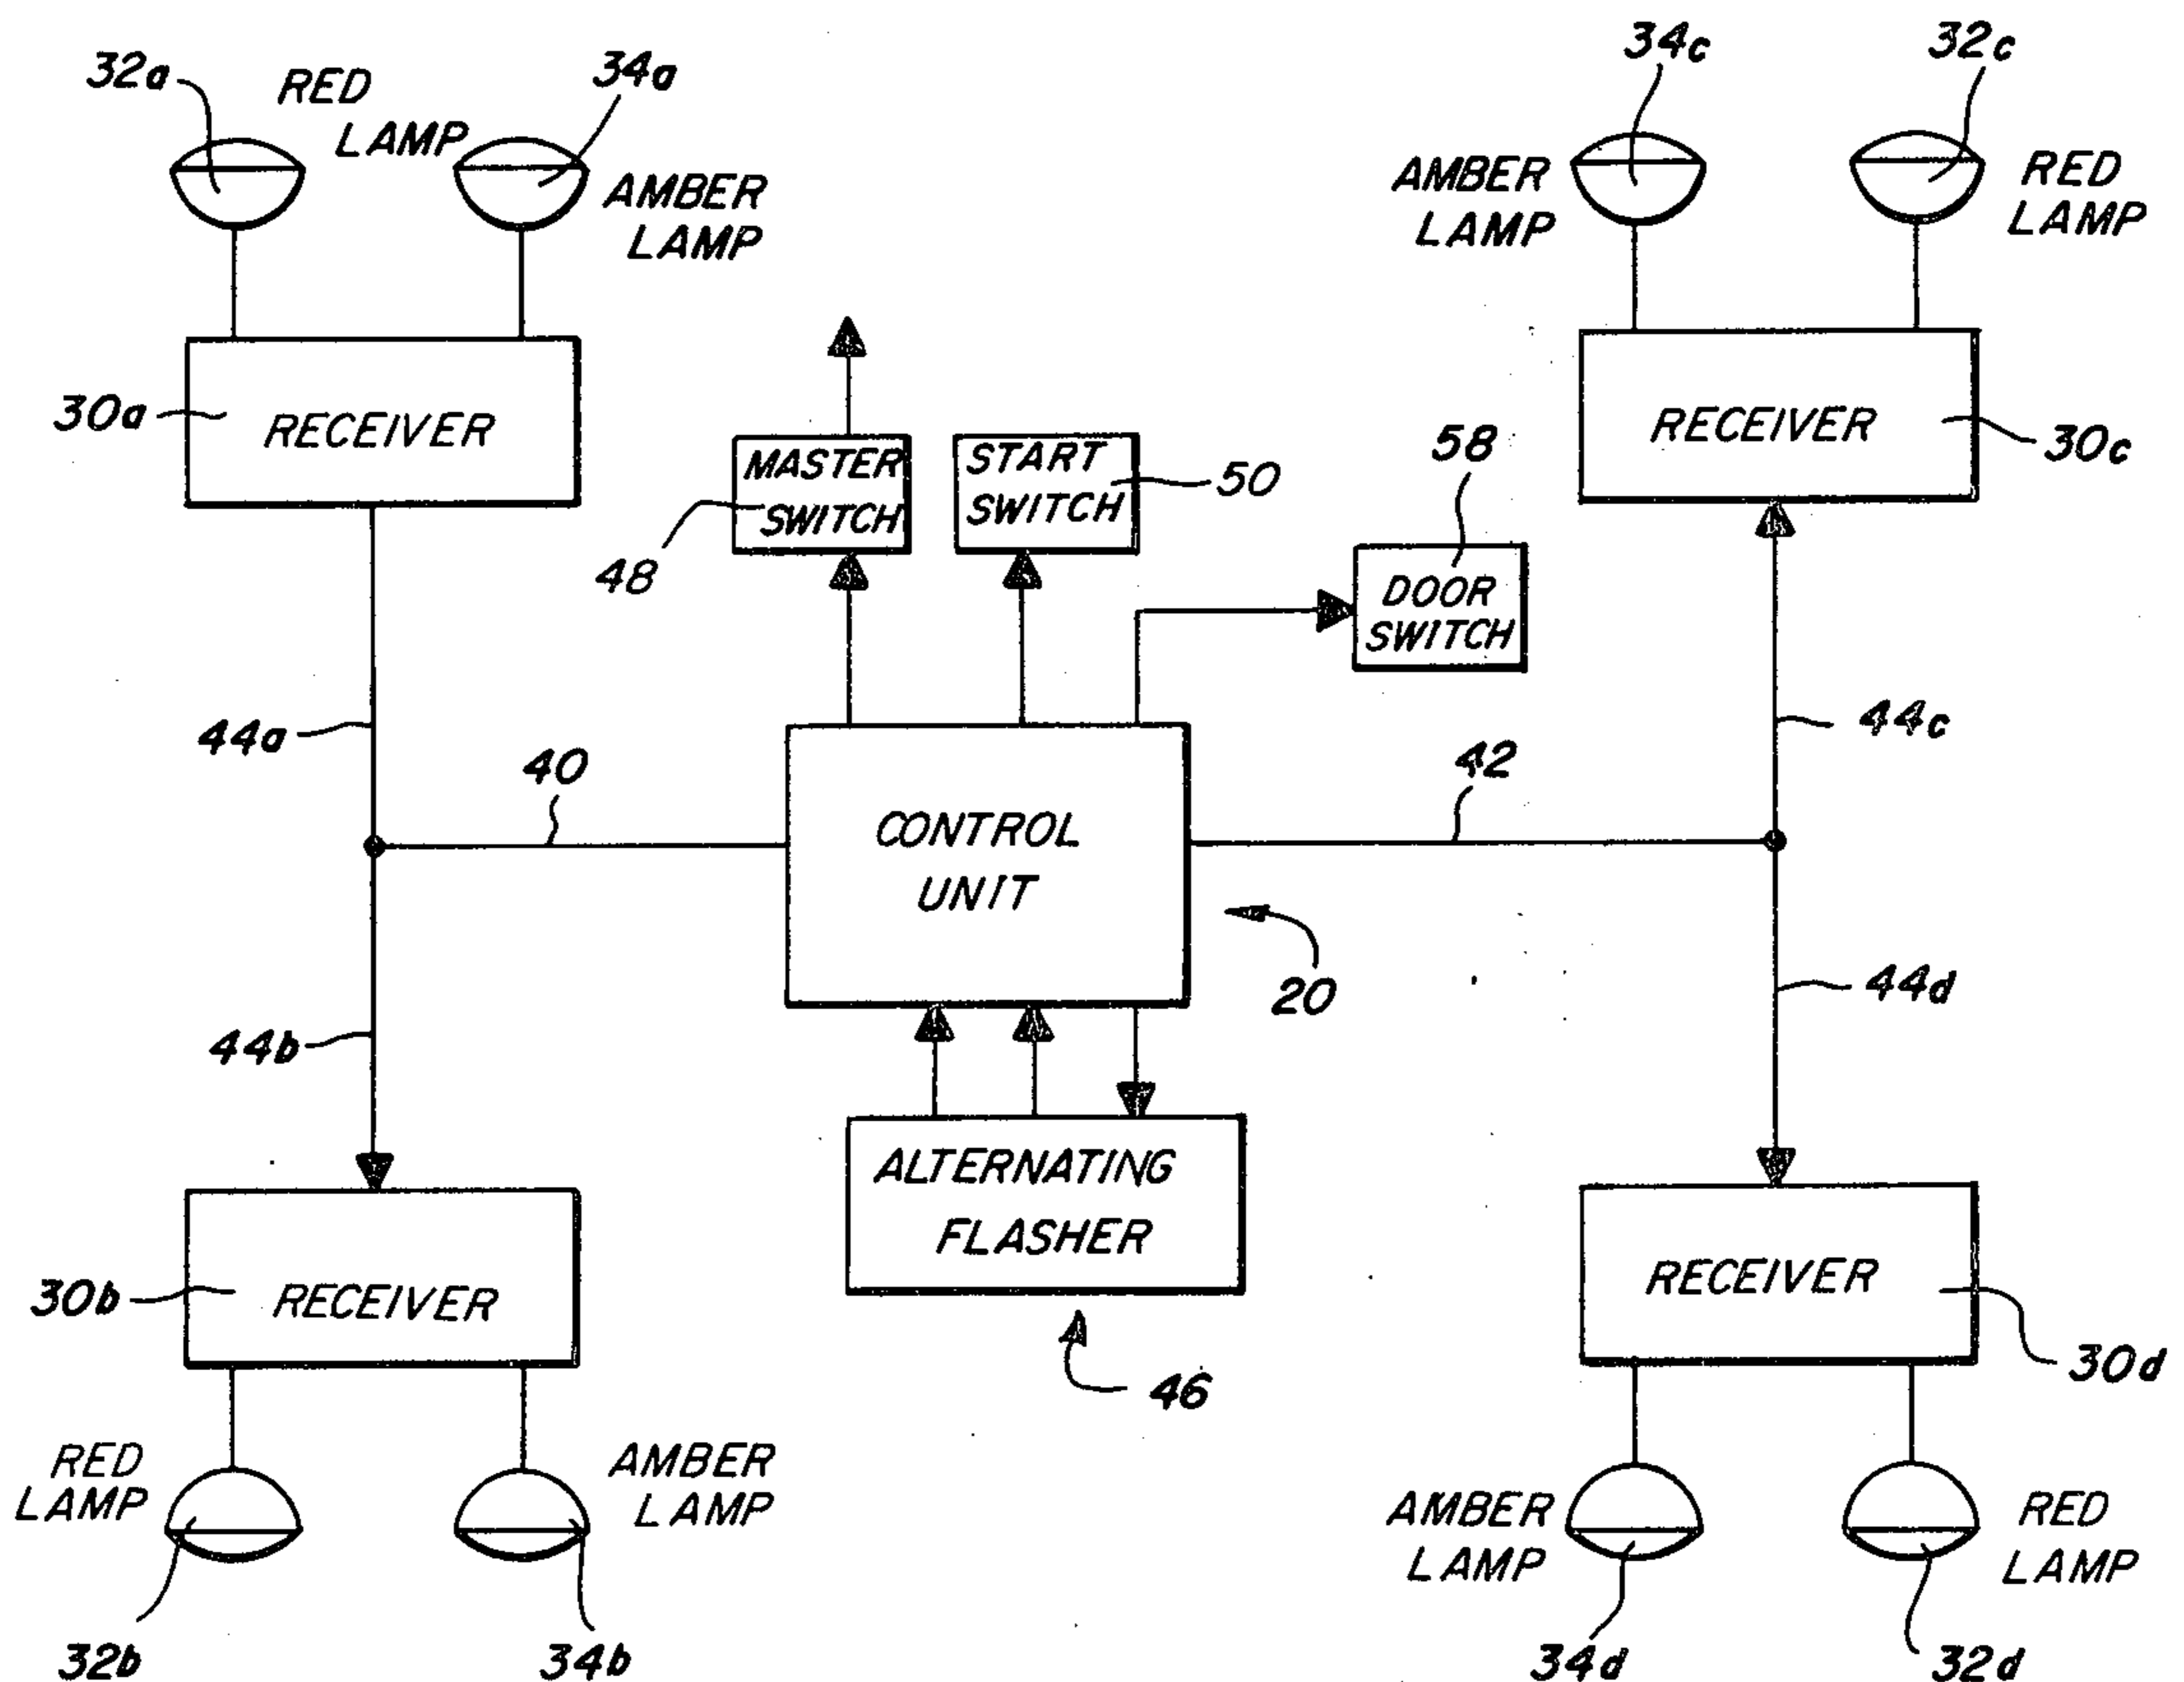 32a
RED
LAMP
34a
AMBER
LAMP
34c
32c
AMBER
LAMP
RED
LAMP
30a
RECEIVER
MASTER
SWITCH
48
START
SWITCH
50
58
DOOR
SWITCH
RECEIVER
30c
44a
40
CONTROL
UNIT
20
42
44c
44b
44d
ALTERNATING
FLASHER
46
30b
RECEIVER
RECEIVER
30d
RED
LAMP
AMBER
LAMP
AMBER
LAMP
RED
LAMP
32b
34b
34d
32d